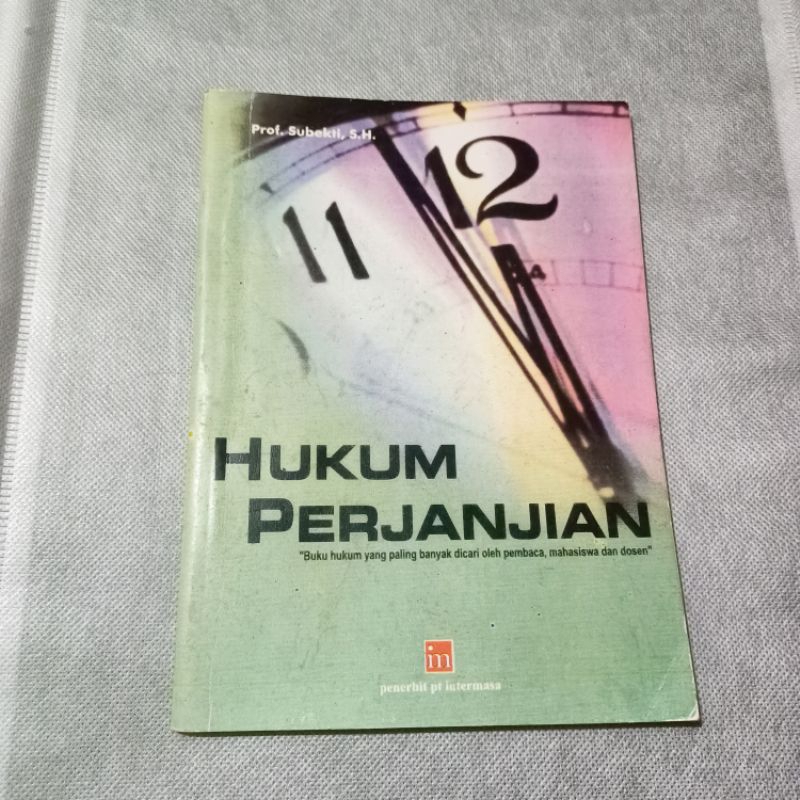 Prof. Subekti, S.H.
12
11
4
HUKUM
PERJANJIAN
"Buku hukum yang paling banyak dicari oleh pembaca, mahasiswa dan dosen"
im
penerbit pt intermasa